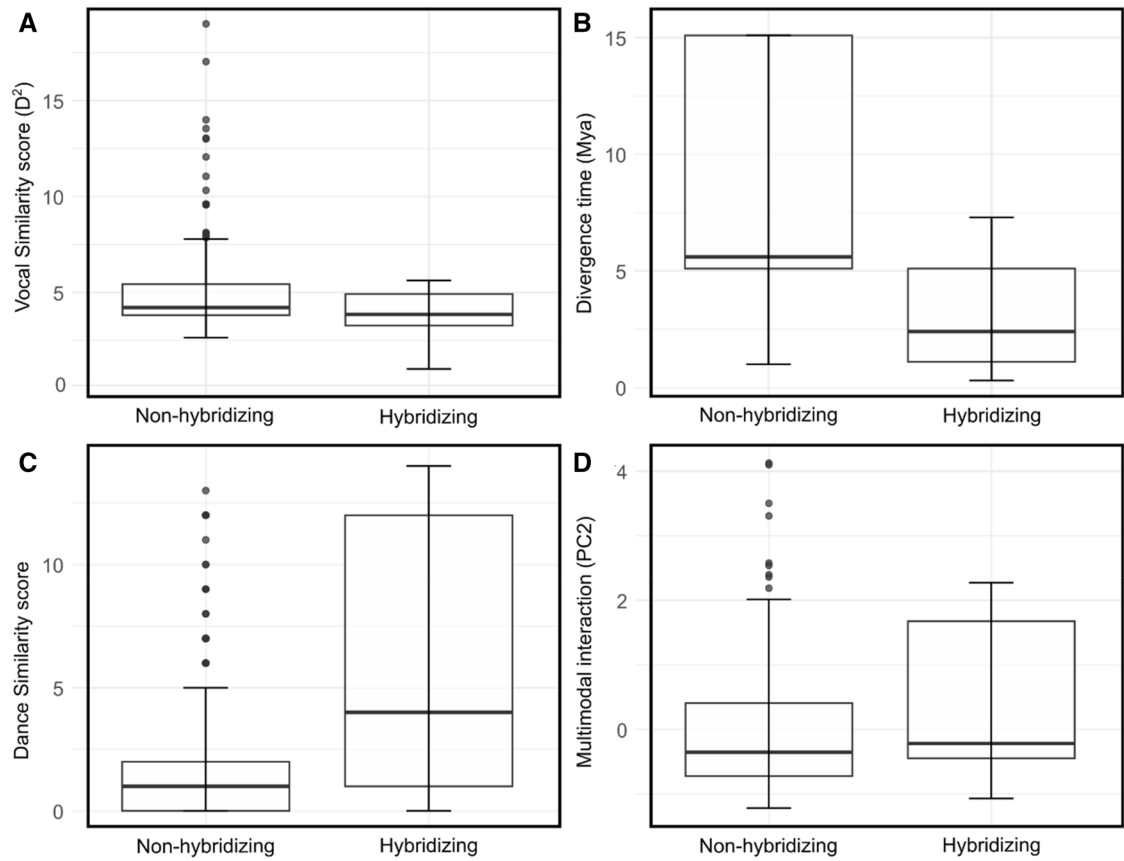 A
Vocal Similarity score (D²)
15
10
5
0
Non-hybridizing Hybridizing
B
Divergence time (Mya)
15
10
5
0
Non-hybridizing Hybridizing
C
Dance Similarity score
10
5
0
Non-hybridizing Hybridizing
D
Multimodal interaction (PC2)
4
2
0
Non-hybridizing Hybridizing